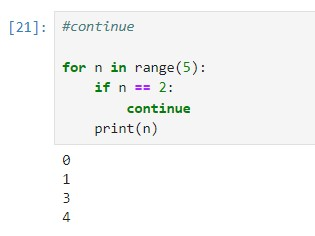 [21]: #continue
for n in range(5):
    if n == 2:
        continue
    print(n)
0
1
3
4